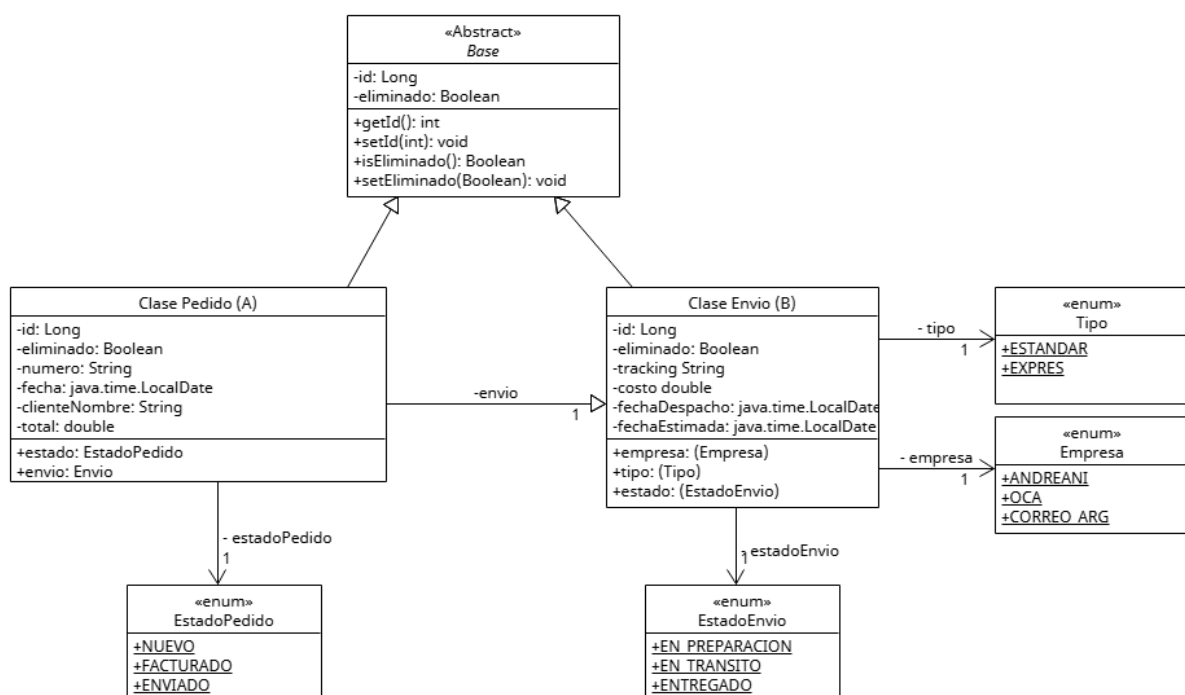 «Abstract»
Base
-id: Long
-eliminado: Boolean
+getId(): int
+setId(int): void
+isEliminado(): Boolean
+setEliminado(Boolean): void
Clase Pedido (A)
-id: Long
-eliminado: Boolean
-numero: String
-fecha: java.time.LocalDate
-clienteNombre: String
-total: double
+estado: EstadoPedido
+envio: Envio
-envio
1
Clase Envio (B)
-id: Long
-eliminado: Boolean
-tracking String
-costo double
-fechaDespacho: java.time.LocalDate
-fechaEstimada: java.time.LocalDate
+empresa: (Empresa)
+tipo: (Tipo)
+estado: (EstadoEnvio)
- tipo
1
«enum»
Tipo
+ESTANDAR
+EXPRES
- empresa
1
«enum»
Empresa
+ANDREANI
+OCA
+CORREO_ARG
- estadoPedido
1
- estadoEnvio
1
«enum»
EstadoPedido
+NUEVO
+FACTURADO
+ENVIADO
«enum»
EstadoEnvio
+EN_PREPARACION
+EN_TRANSITO
+ENTREGADO